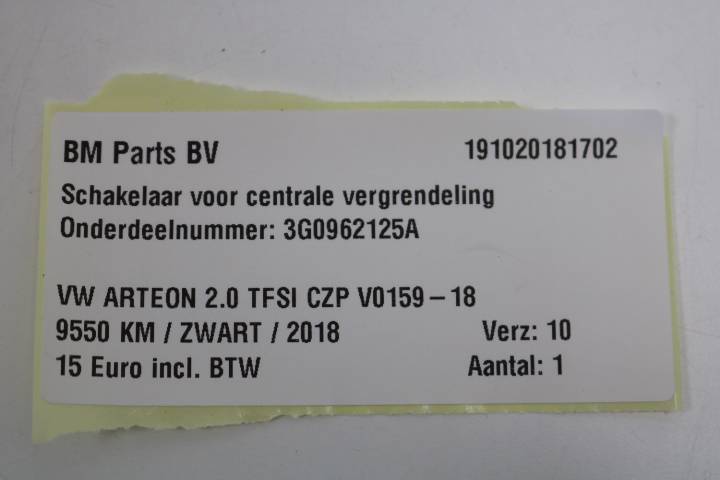 BM Parts BV 191020181702
Schakelaar voor centrale vergrendeling
Onderdeelnummer: 3G0962125A
VW ARTEON 2.0 TFSI CZP V0159 – 18
9550 KM / ZWART / 2018 Verz: 10
15 Euro incl. BTW Aantal: 1